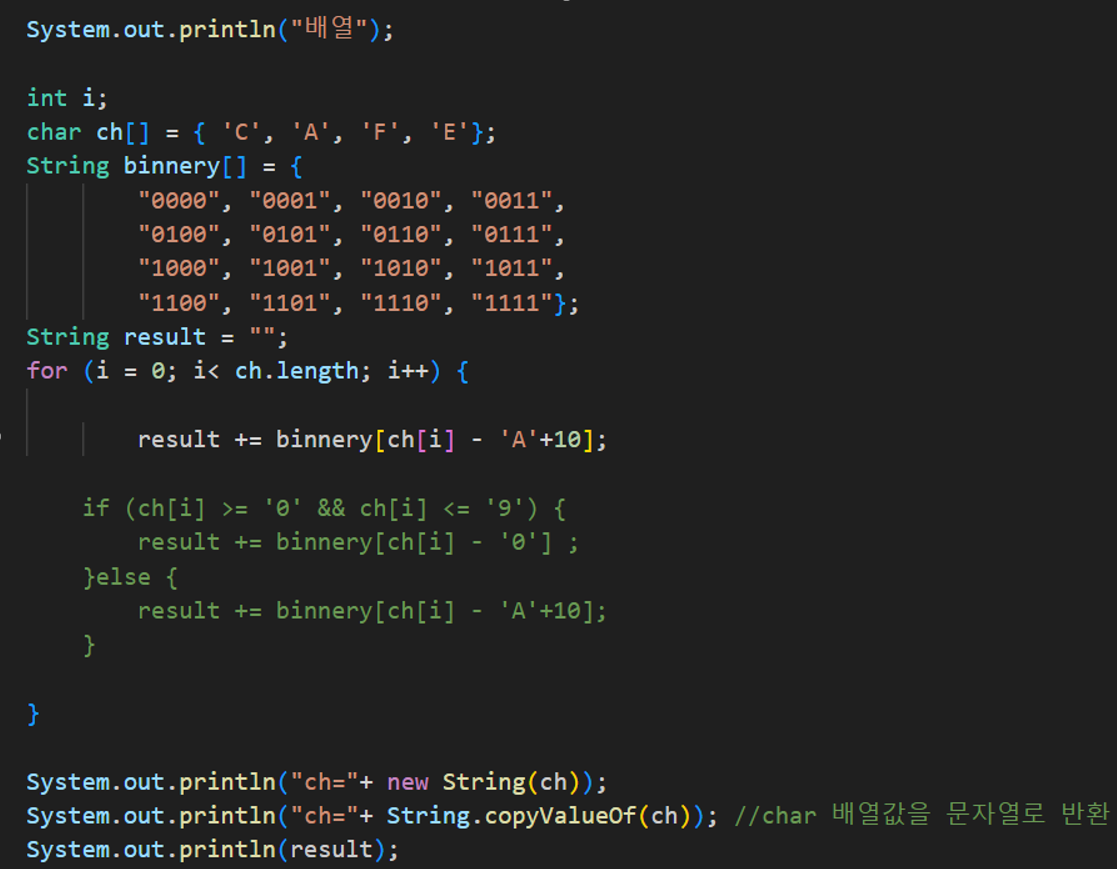 System.out.println("배열");
int i;
char ch[] = { 'C', 'A', 'F', 'E'};
String binnery[] = {
"0000", "0001", "0010", "0011",
"0100", "0101", "0110", "0111",
"1000", "1001", "1010", "1011",
"1100", "1101", "1110", "1111"};
String result = "";
for (i = 0; i< ch.length; i++) {
result += binnery[ch[i] - 'A'+10];
if (ch[i] >= '0' && ch[i] <= '9') {
result += binnery[ch[i] - '0'] ;
}else {
result += binnery[ch[i] - 'A'+10];
}
}
System.out.println("ch="+ new String(ch));
System.out.println("ch="+ String.copyValueOf(ch)); //char 배열값을 문자열로 반환
System.out.println(result);